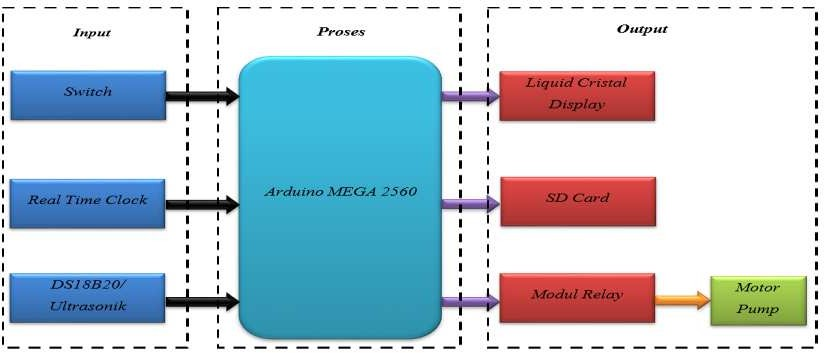 Input
Proses
Output
Switch
Liquid Cristal
Display
Real Time Clock
Arduino MEGA 2560
SD Card
DS18B20/
Ultrasonik
Modul Relay
Motor
Pump